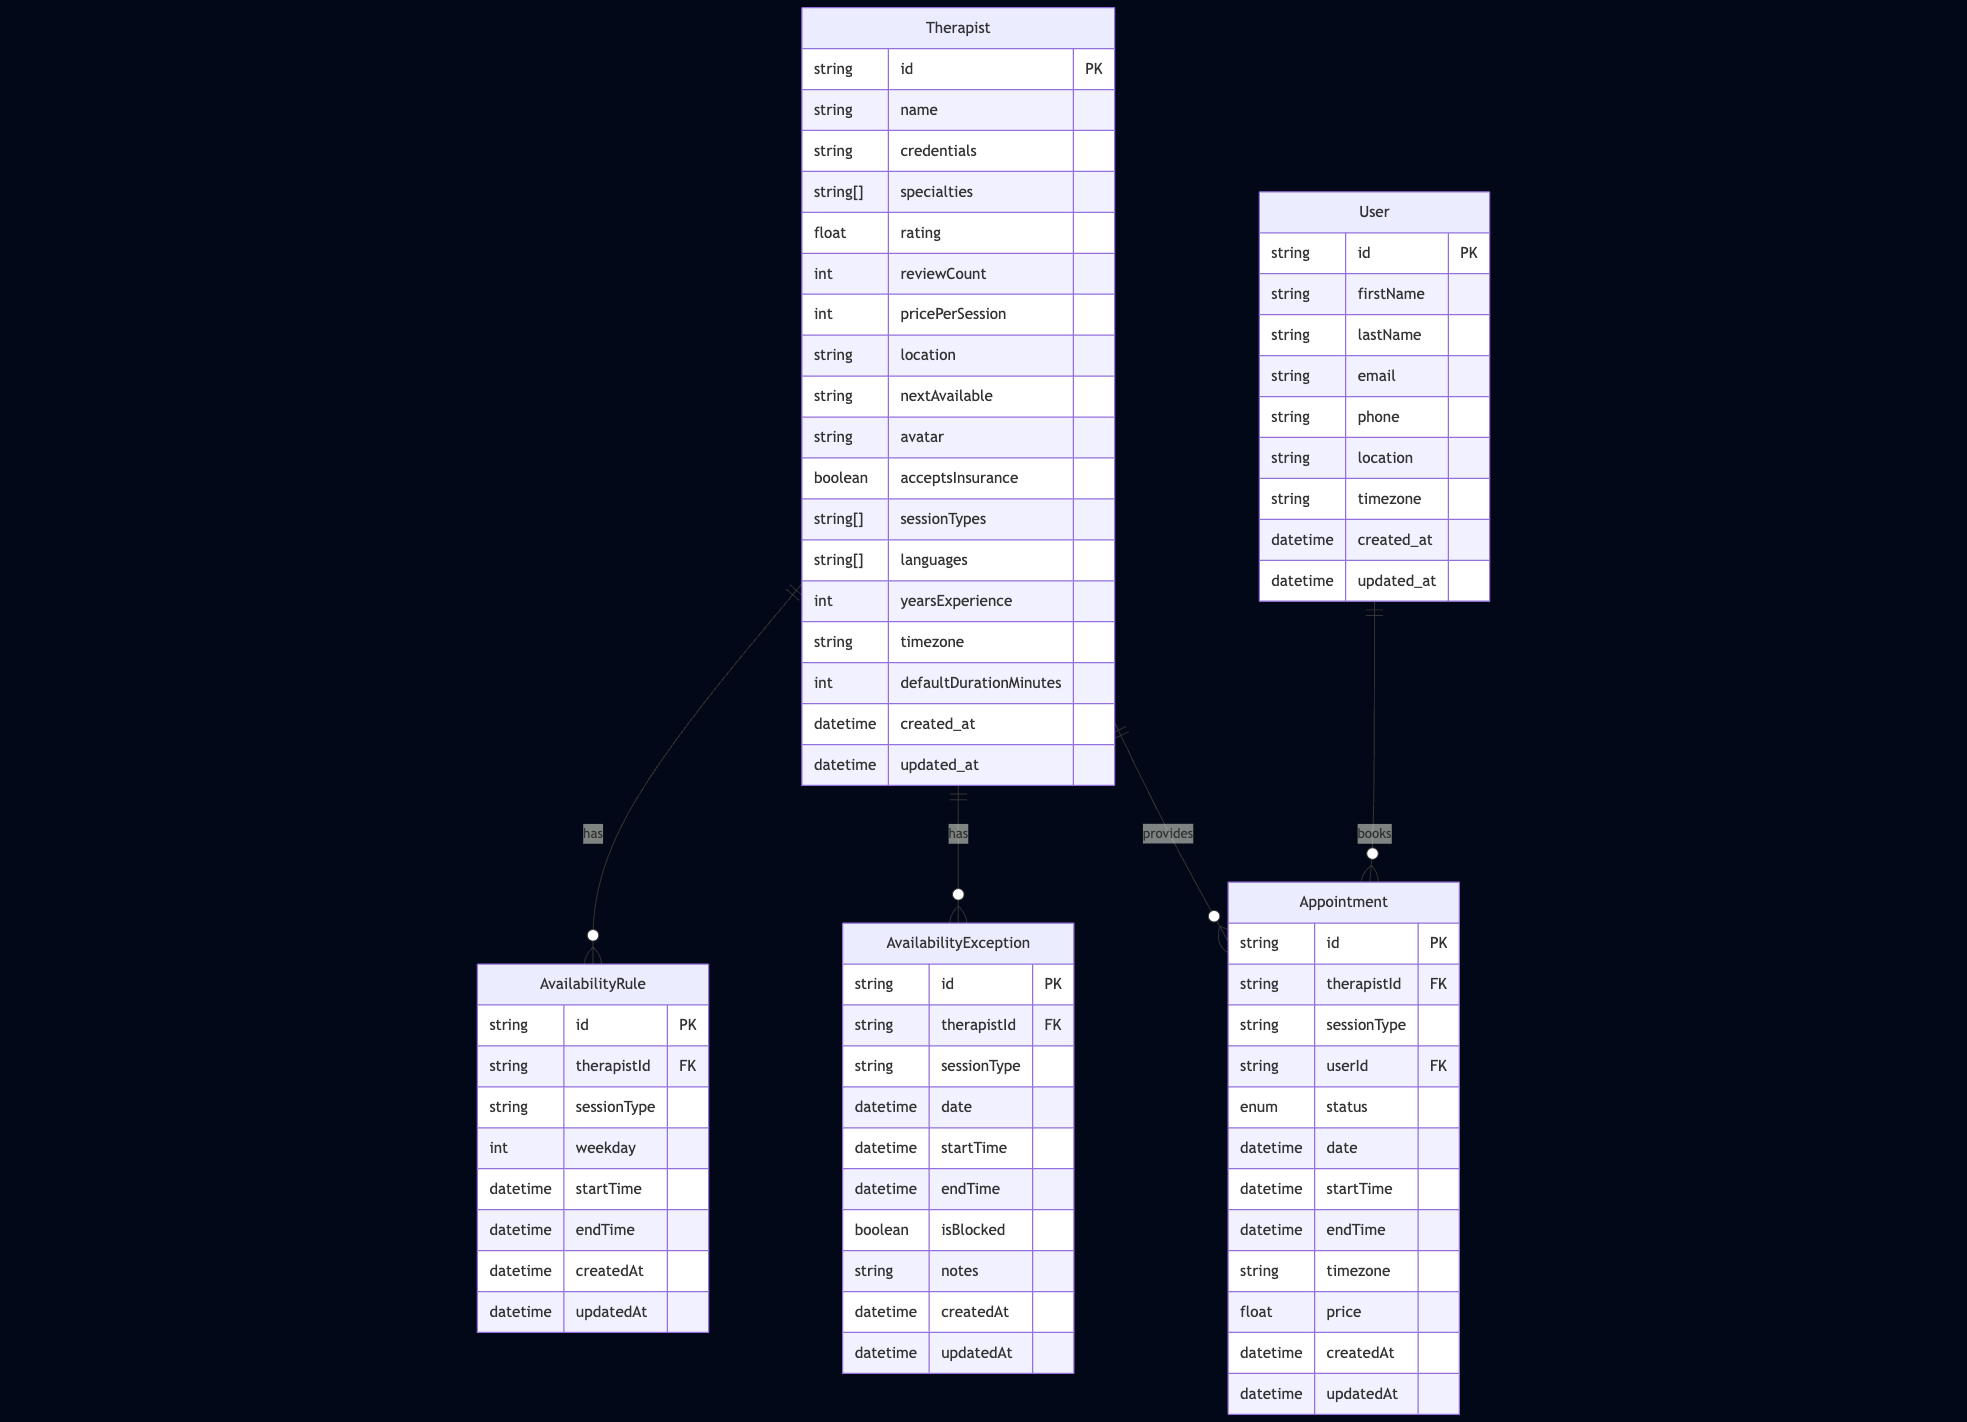 Therapist
string id PK
string name
string credentials
string[] specialties
float rating
int reviewCount
int pricePerSession
string location
string nextAvailable
string avatar
boolean acceptsInsurance
string[] sessionTypes
string[] languages
int yearsExperience
string timezone
int defaultDurationMinutes
datetime created_at
datetime updated_at
User
string id PK
string firstName
string lastName
string email
string phone
string location
string timezone
datetime created_at
datetime updated_at
has
has
provides
books
AvailabilityRule
string id PK
string therapistId FK
string sessionType
int weekday
datetime startTime
datetime endTime
datetime createdAt
datetime updatedAt
AvailabilityException
string id PK
string therapistId FK
string sessionType
datetime date
datetime startTime
datetime endTime
boolean isBlocked
string notes
datetime createdAt
datetime updatedAt
Appointment
string id PK
string therapistId FK
string sessionType
string userId FK
enum status
datetime date
datetime startTime
datetime endTime
string timezone
float price
datetime createdAt
datetime updatedAt